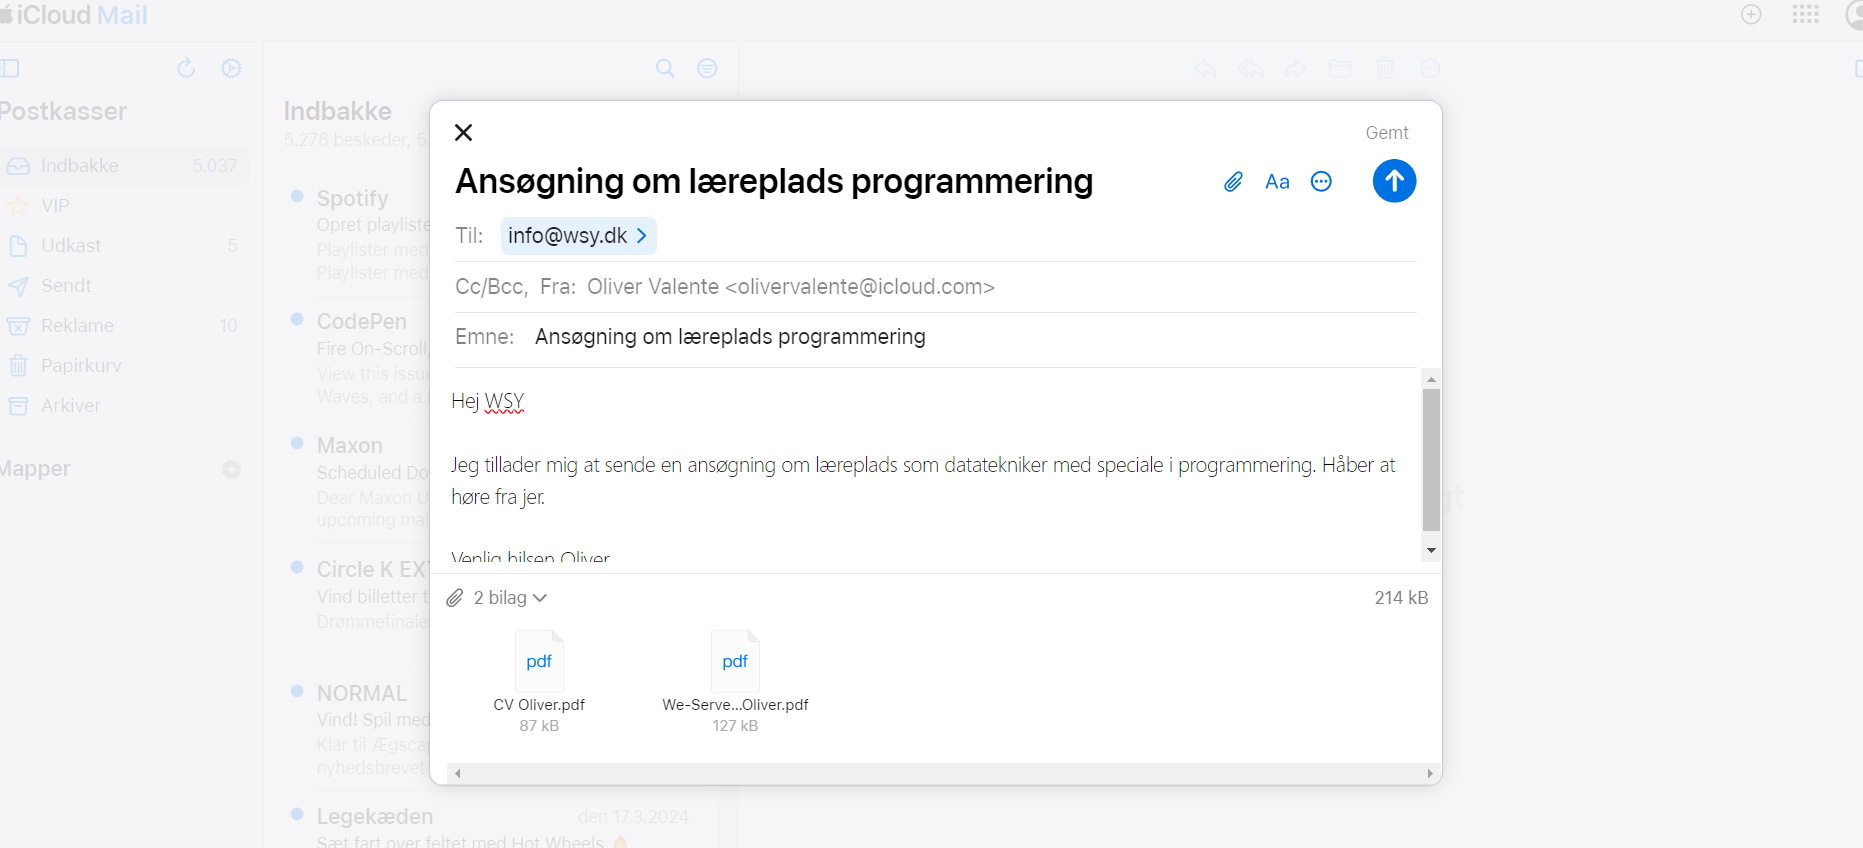 iCloud Mail
Postkasser
Indbakke 5.037
VIP
Udkast 5
Sendt
Reklame 10
Papirkurv
Arkiver
Mapper
Indbakke
5.278 beskeder, 5.
Spotify
Opret playliste
Playlister med
Playlister med
CodePen
Fire On-Scroll,
View this issue
Waves, and a
Maxon
Scheduled Do
Dear Maxon U
upcoming mai
Circle K EX
Vind billetter t
Drømmefinale
NORMAL
Vind! Spil med
Klar til Ægscap
nyhedsbrevet
Legekæden den 17.3.2024
Sæt fart over feltet med Hot Wheels
Gemt
Ansøgning om læreplads programmering
Aa
Til: info@wsy.dk
Cc/Bcc, Fra: Oliver Valente <olivervalente@icloud.com>
Emne: Ansøgning om læreplads programmering
Hej WSY
Jeg tillader mig at sende en ansøgning om læreplads som datatekniker med speciale i programmering. Håber at
høre fra jer.
Venlig hilsen Oliver
2 bilag 214 kB
pdf pdf
CV Oliver.pdf We-Serve...Oliver.pdf
87 kB 127 kB
gt